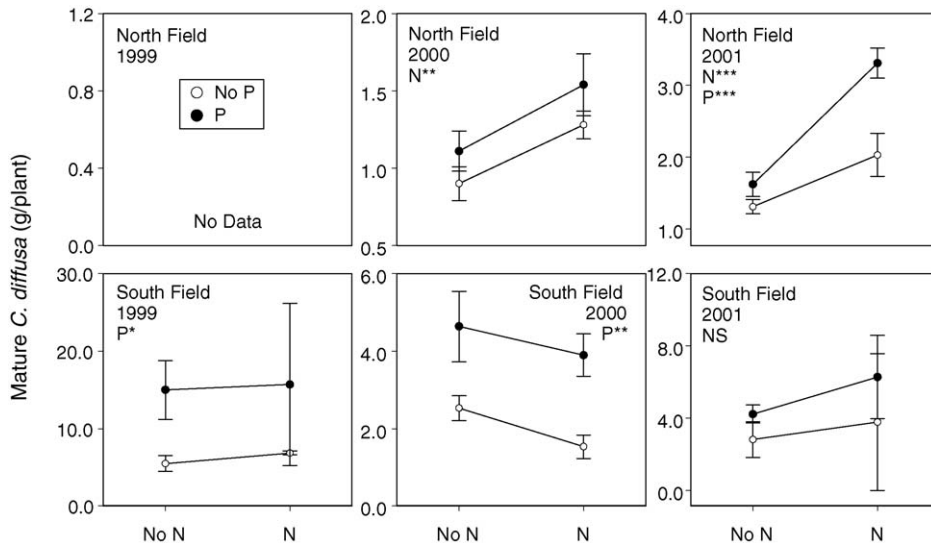 Mature C. diffusa (g/plant)
1.2
0.8
0.4
0.0
North Field
1999
No P
P
No Data
2.0
1.5
1.0
0.5
North Field
2000
N**
4.0
3.0
2.0
1.0
North Field
2001
N***
P***
30.0
20.0
10.0
0.0
South Field
1999
P*
No N
N
6.0
4.0
2.0
0.0
South Field
2000
P**
No N
N
12.0
8.0
4.0
0.0
South Field
2001
NS
No N
N